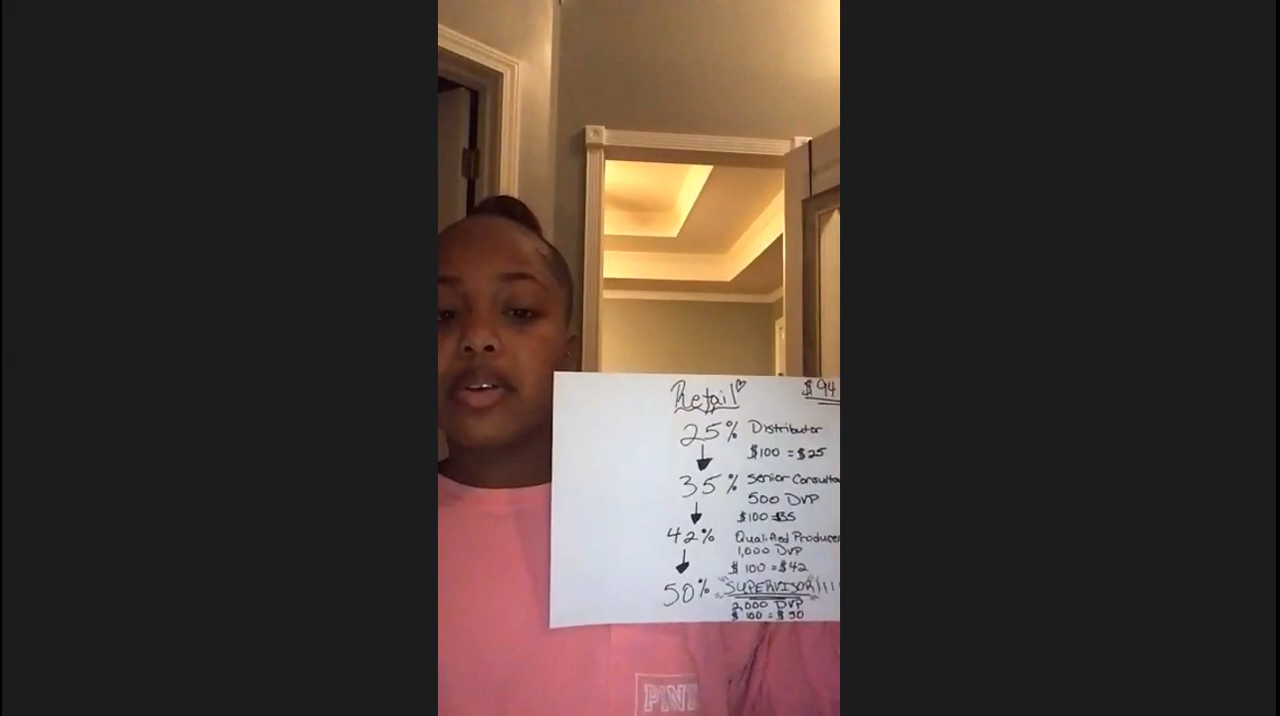 Retail
$94
25% Distributor
$100 = $25
35% Senior Consulta
500 DVP
$100 = $35
42% Qualified Producer
1,000 DVP
$100 = $42
50% SUPERVISOR!!!!
2,000 DVP
$100 = $50
PINK